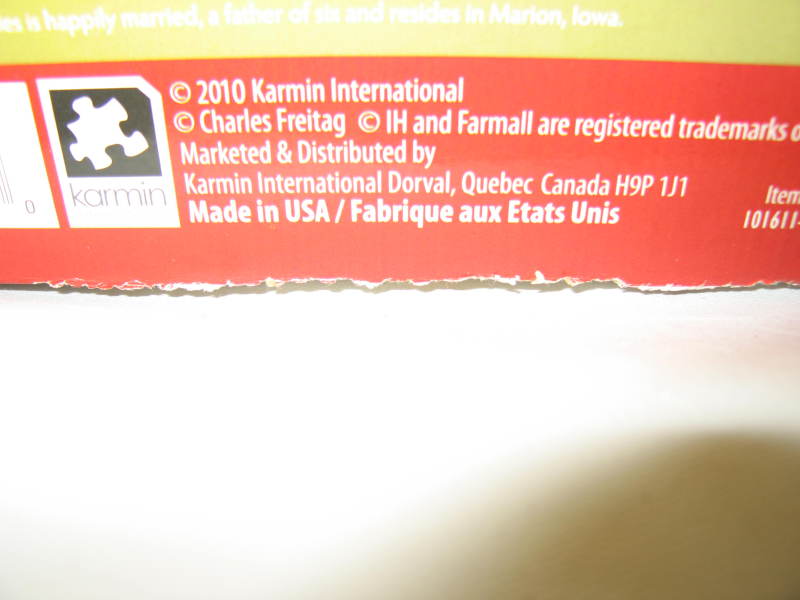 is happily married, a father of six and resides in Marion, Iowa.
© 2010 Karmin International
© Charles Freitag © IH and Farmall are registered trademarks
Marketed & Distributed by
Karmin International Dorval, Quebec Canada H9P 1J1
Made in USA / Fabrique aux Etats Unis
karmin
0
Item
101611-